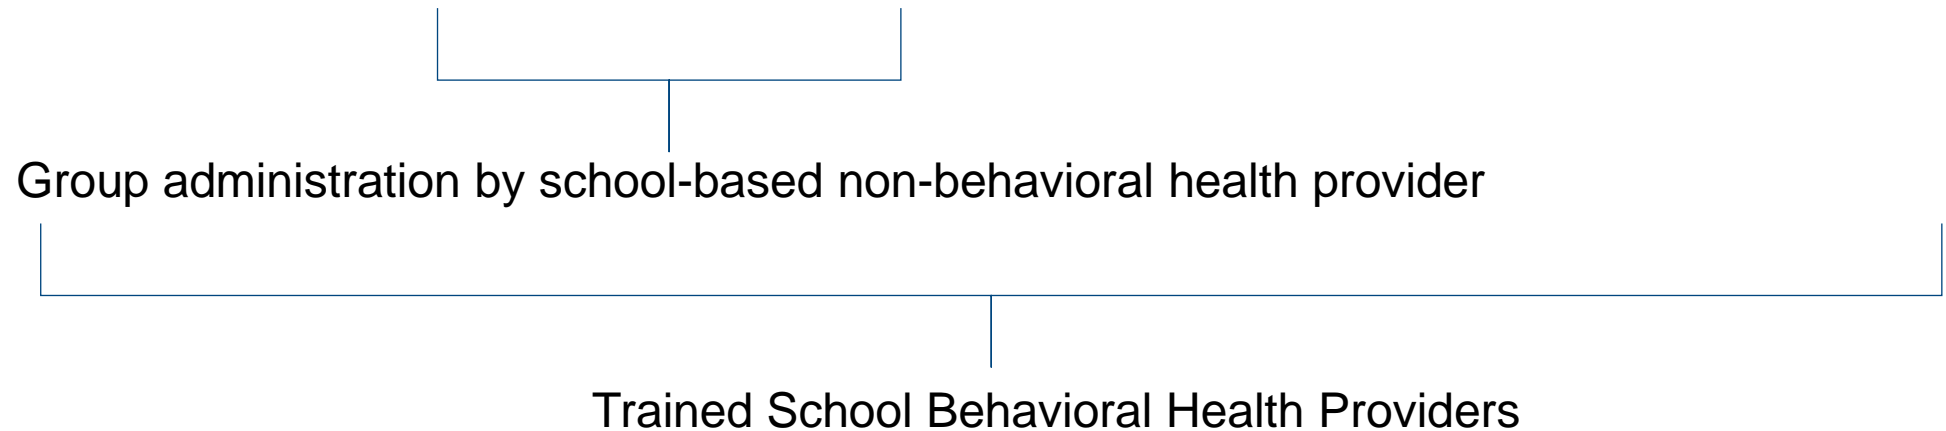 Group administration by school-based non-behavioral health provider
Trained School Behavioral Health Providers